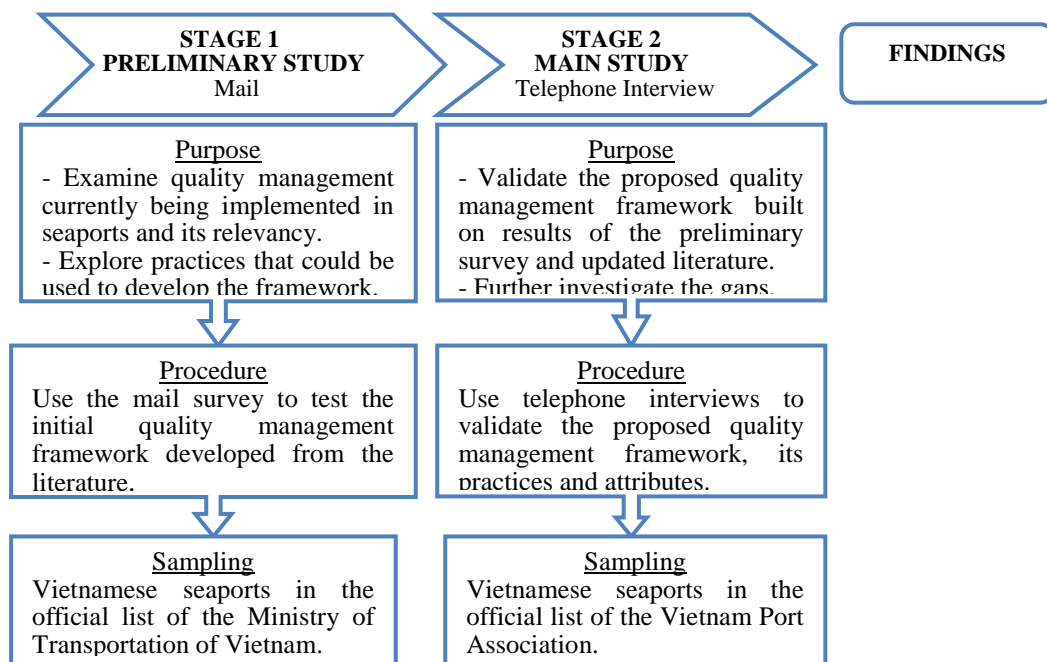 STAGE 1
PRELIMINARY STUDY
Mail
STAGE 2
MAIN STUDY
Telephone Interview
FINDINGS
Purpose
- Examine quality management
currently being implemented in
seaports and its relevancy.
- Explore practices that could be
used to develop the framework.
Purpose
- Validate the proposed quality
management framework built
on results of the preliminary
survey and updated literature.
- Further investigate the gaps.
Procedure
Use the mail survey to test the
initial quality management
framework developed from the
literature.
Procedure
Use telephone interviews to
validate the proposed quality
management framework, its
practices and attributes.
Sampling
Vietnamese seaports in the
official list of the Ministry of
Transportation of Vietnam.
Sampling
Vietnamese seaports in the
official list of the Vietnam Port
Association.